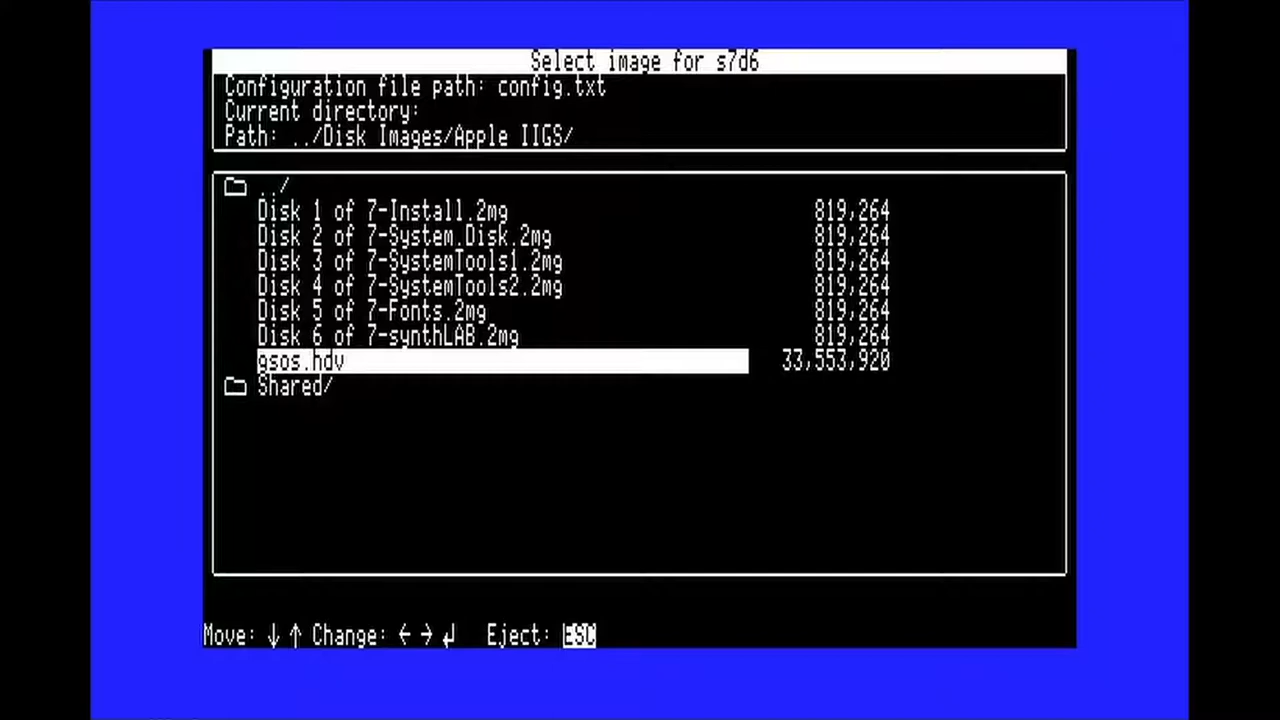 Select image for s7d6
Configuration file path: config.txt
Current directory:
Path: ../Disk Images/Apple IIGS/
../
Disk 1 of 7-Install.2mg 819,264
Disk 2 of 7-System.Disk.2mg 819,264
Disk 3 of 7-SystemTools1.2mg 819,264
Disk 4 of 7-SystemTools2.2mg 819,264
Disk 5 of 7-Fonts.2mg 819,264
Disk 6 of 7-synthLAB.2mg 819,264
gsos.hdv 33,553,920
Shared/
Move: ↓ ↑ Change: ← → ↲ Eject: ESC